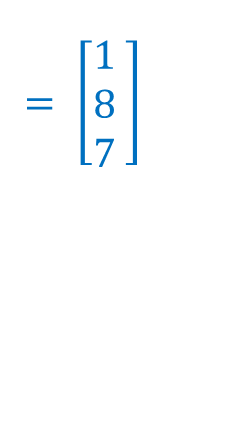 = [1
8
7]